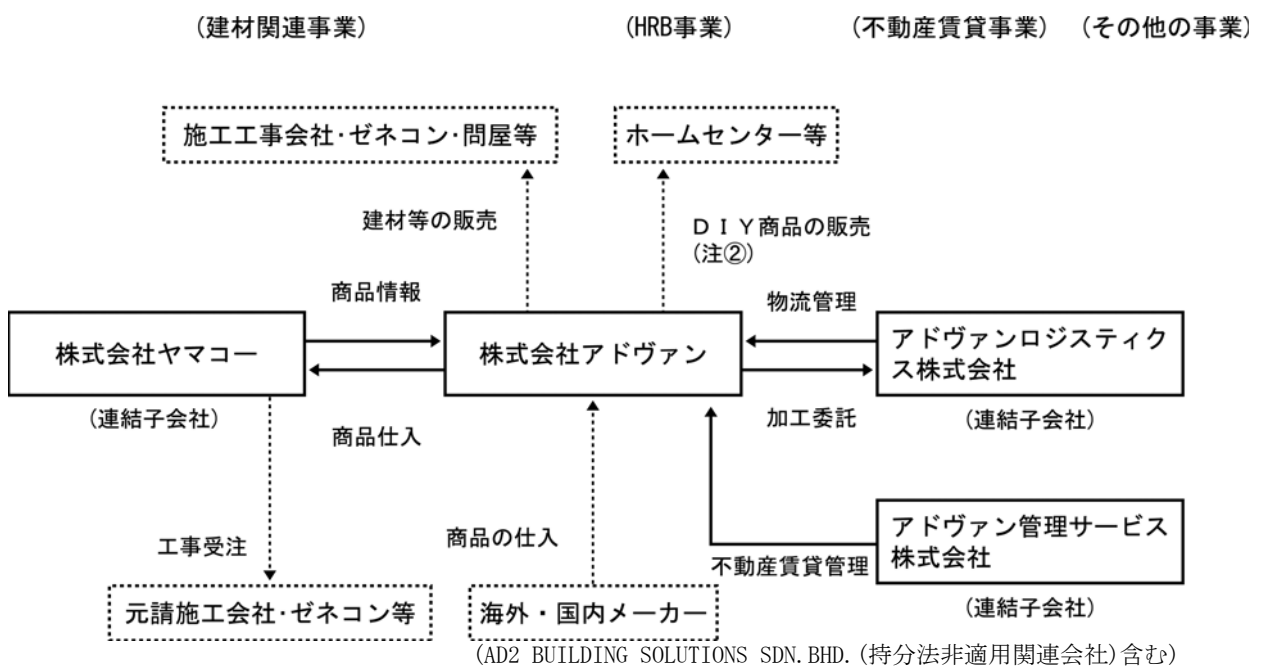 (建材関連事業)
(HRB事業)
(不動産賃貸事業)
(その他の事業)
施工工事会社･ゼネコン･問屋等
ホームセンター等
建材等の販売
ＤＩＹ商品の販売
(注②)
商品情報
物流管理
株式会社ヤマコー
株式会社アドヴァン
アドヴァンロジスティク
ス株式会社
(連結子会社)
商品仕入
加工委託
(連結子会社)
工事受注
商品の仕入
アドヴァン管理サービス
株式会社
不動産賃貸管理
(連結子会社)
元請施工会社･ゼネコン等
海外・国内メーカー
(AD2 BUILDING SOLUTIONS SDN.BHD.(持分法非適用関連会社)含む)